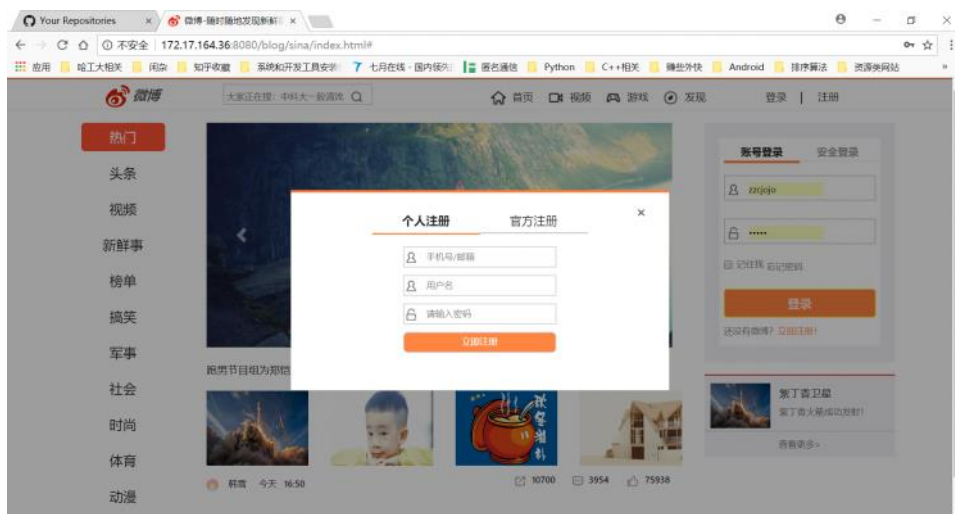 Your Repositories
微博-随时随地发现新鲜
不安全 172.17.164.36:8080/blog/sina/index.html#
应用 哈工大相关 闲杂 知乎收藏 系统和开发工具安装 七月在线 - 国内领先 匿名通信 Python C++相关 赚些外快 Android 排序算法 资源类网站
微博
大家正在搜:
首页 视频 游戏 发现
登录 | 注册
热门
头条
视频
新鲜事
榜单
搞笑
军事
社会
时尚
体育
动漫
个人注册 官方注册 ×
手机号/邮箱
用户名
请输入密码
立即注册
账号登录 安全登录
zzcjojo
•••••
记住我 忘记密码
登录
还没有微博? 立即注册!
跑男节目组为郑恺
紫丁香卫星
紫丁香火箭成功发射!
查看更多>
韩雪 今天 16:50
10700 3954 75938